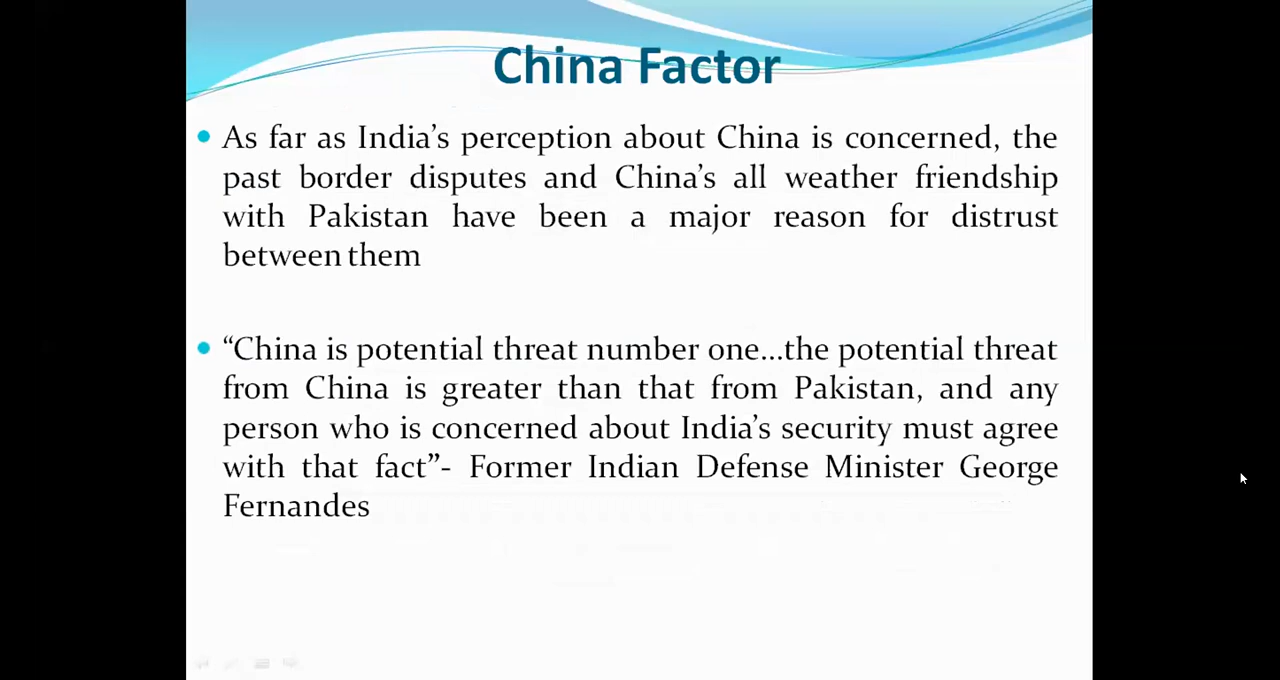 China Factor
As far as India’s perception about China is concerned, the
past border disputes and China’s all weather friendship
with Pakistan have been a major reason for distrust
between them
“China is potential threat number one...the potential threat
from China is greater than that from Pakistan, and any
person who is concerned about India’s security must agree
with that fact”- Former Indian Defense Minister George
Fernandes